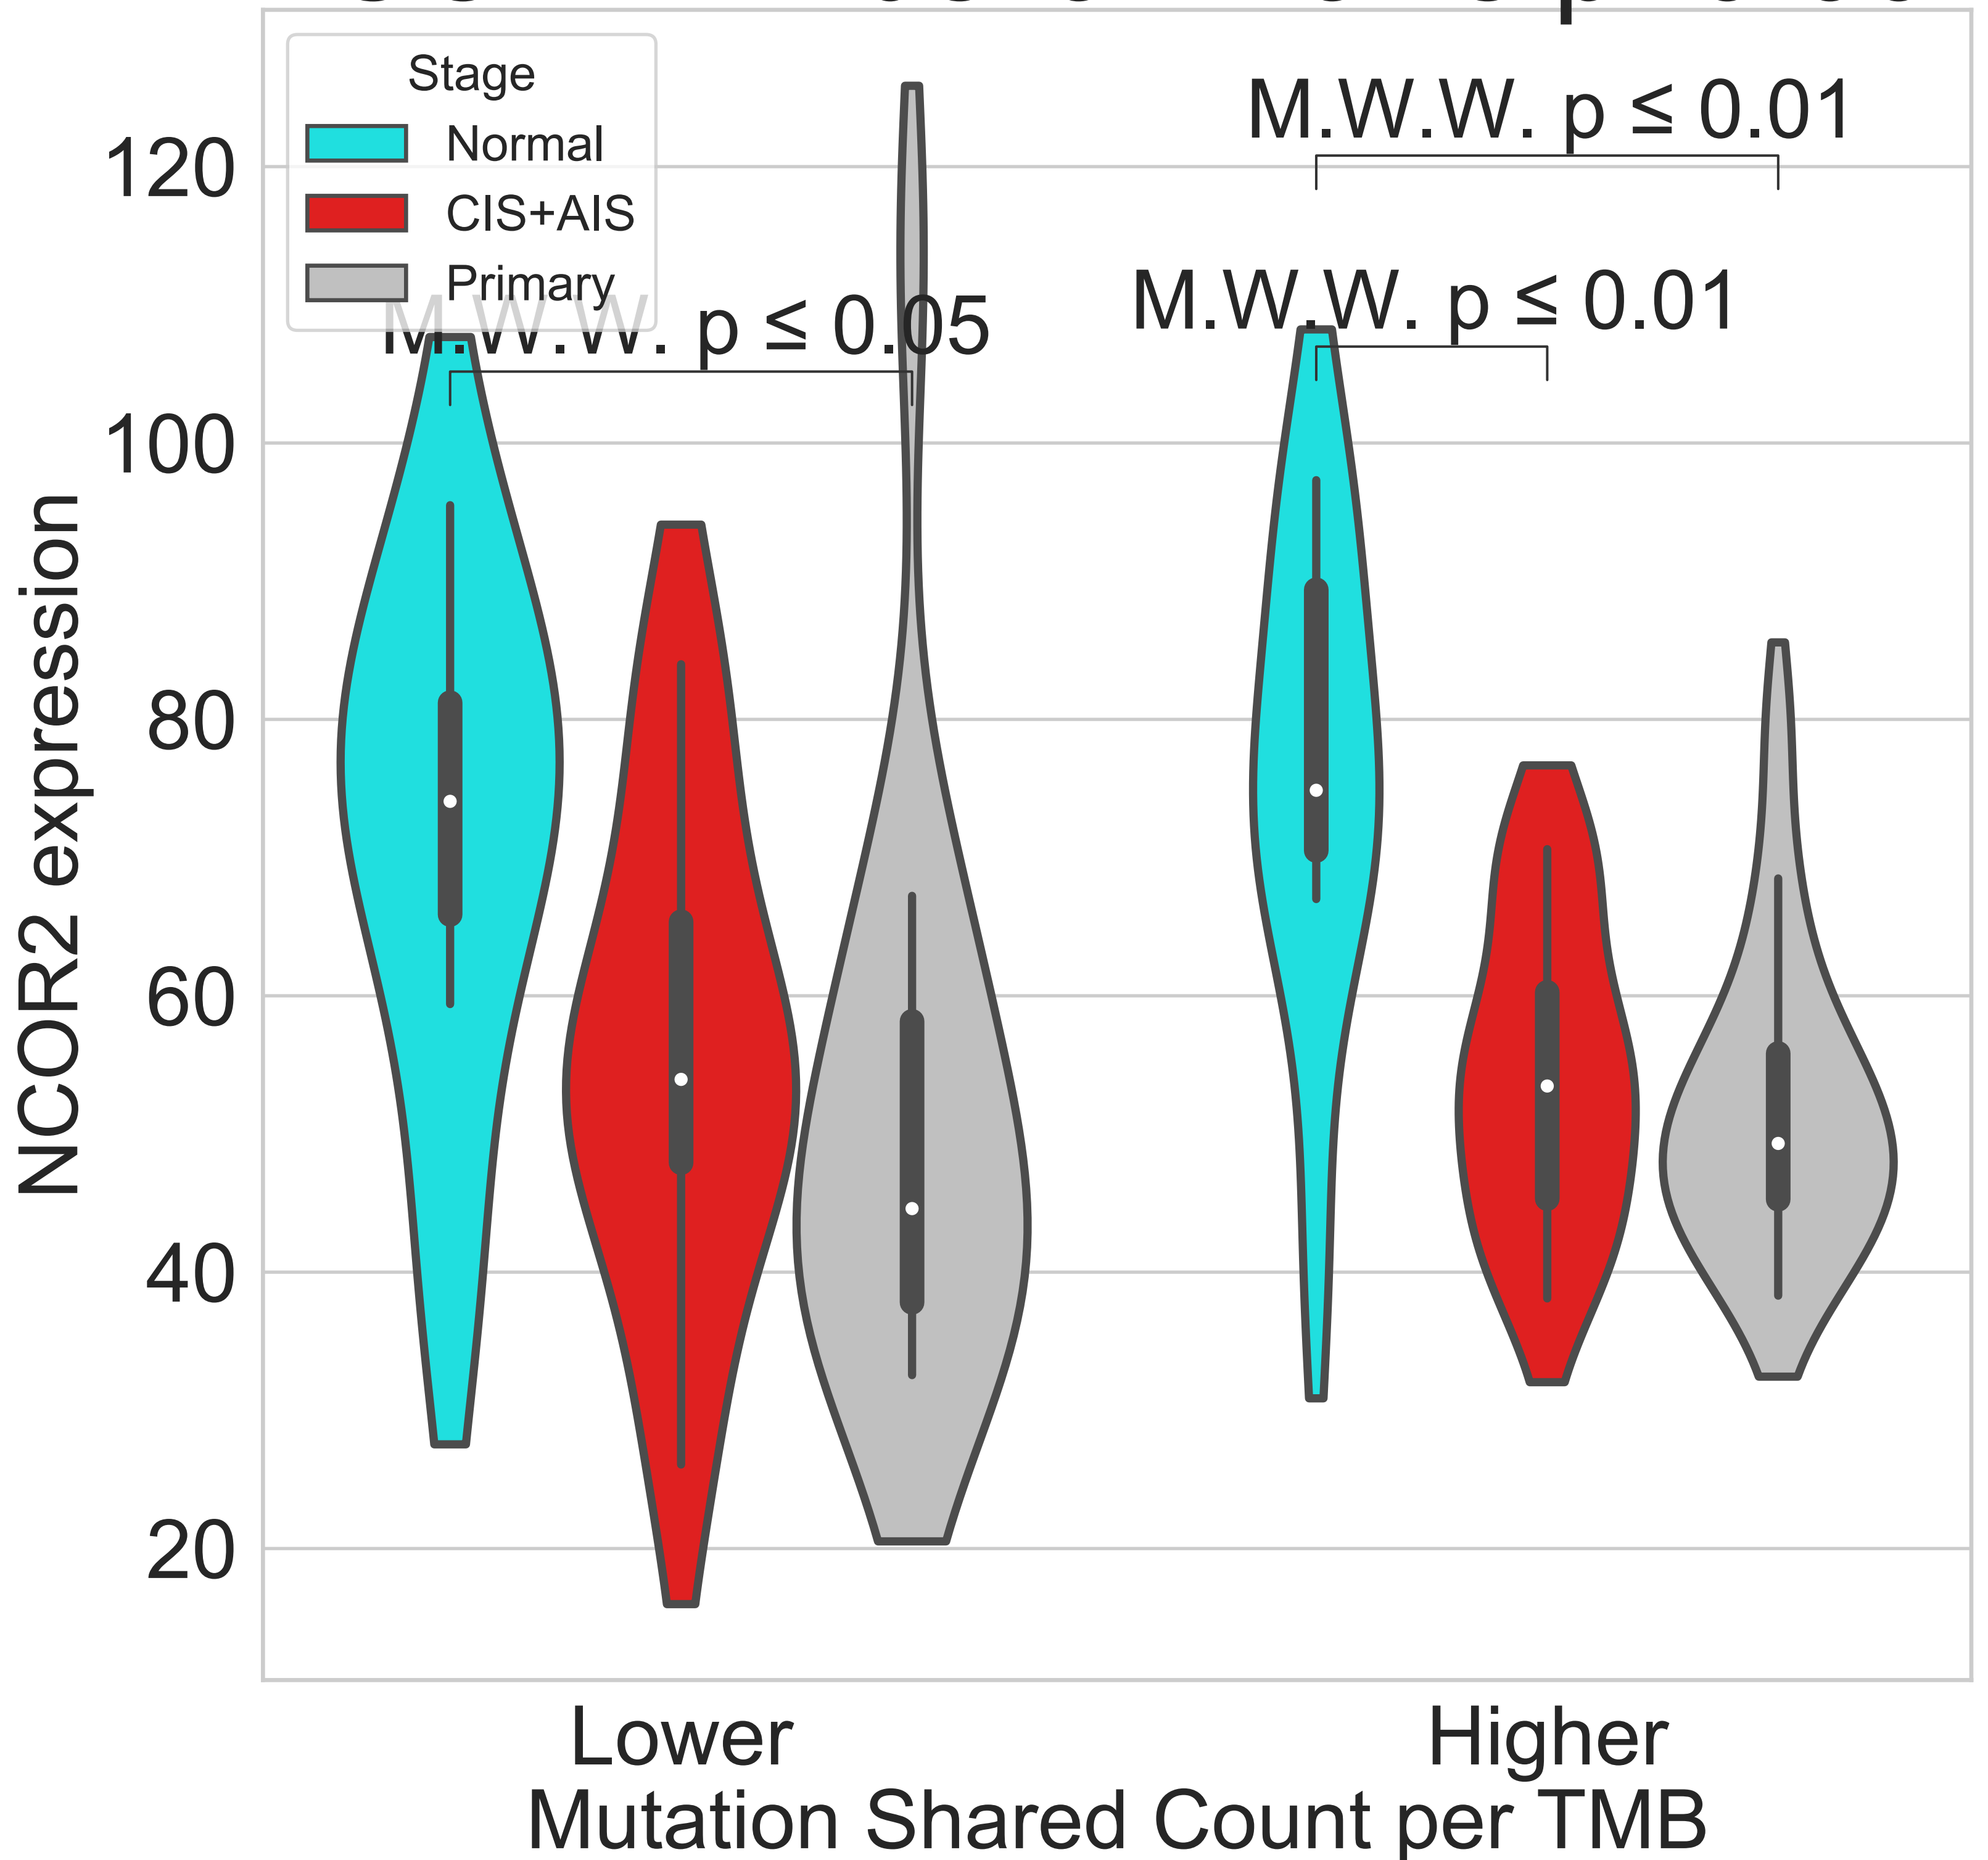 Stage
Normal
CIS+AIS
Primary
M.W.W. p ≤ 0.01
M.W.W. p ≤ 0.01
M.W.W. p ≤ 0.05
120
100
80
60
40
20
NCOR2 expression
Lower
Higher
Mutation Shared Count per TMB